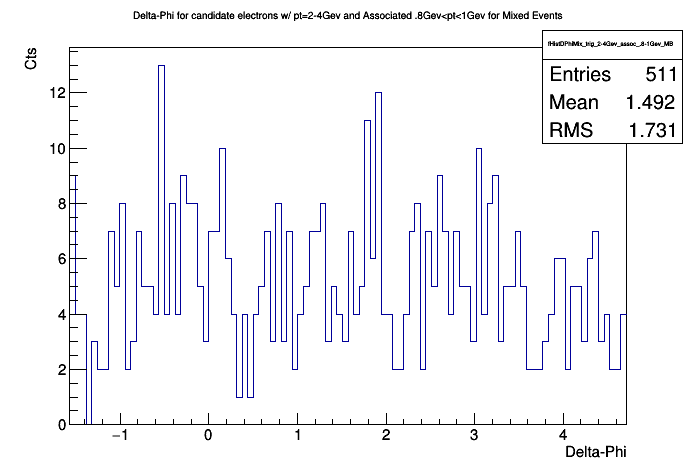 Delta-Phi for candidate electrons w/ pt=2-4Gev and Associated .8Gev<pt<1Gev for Mixed Events
Cts
fHistDPhiMix_trig_2-4Gev_assoc_.8-1Gev_MB
Entries 511
Mean 1.492
RMS 1.731
12
10
8
6
4
2
0
−1 0 1 2 3 4
Delta-Phi